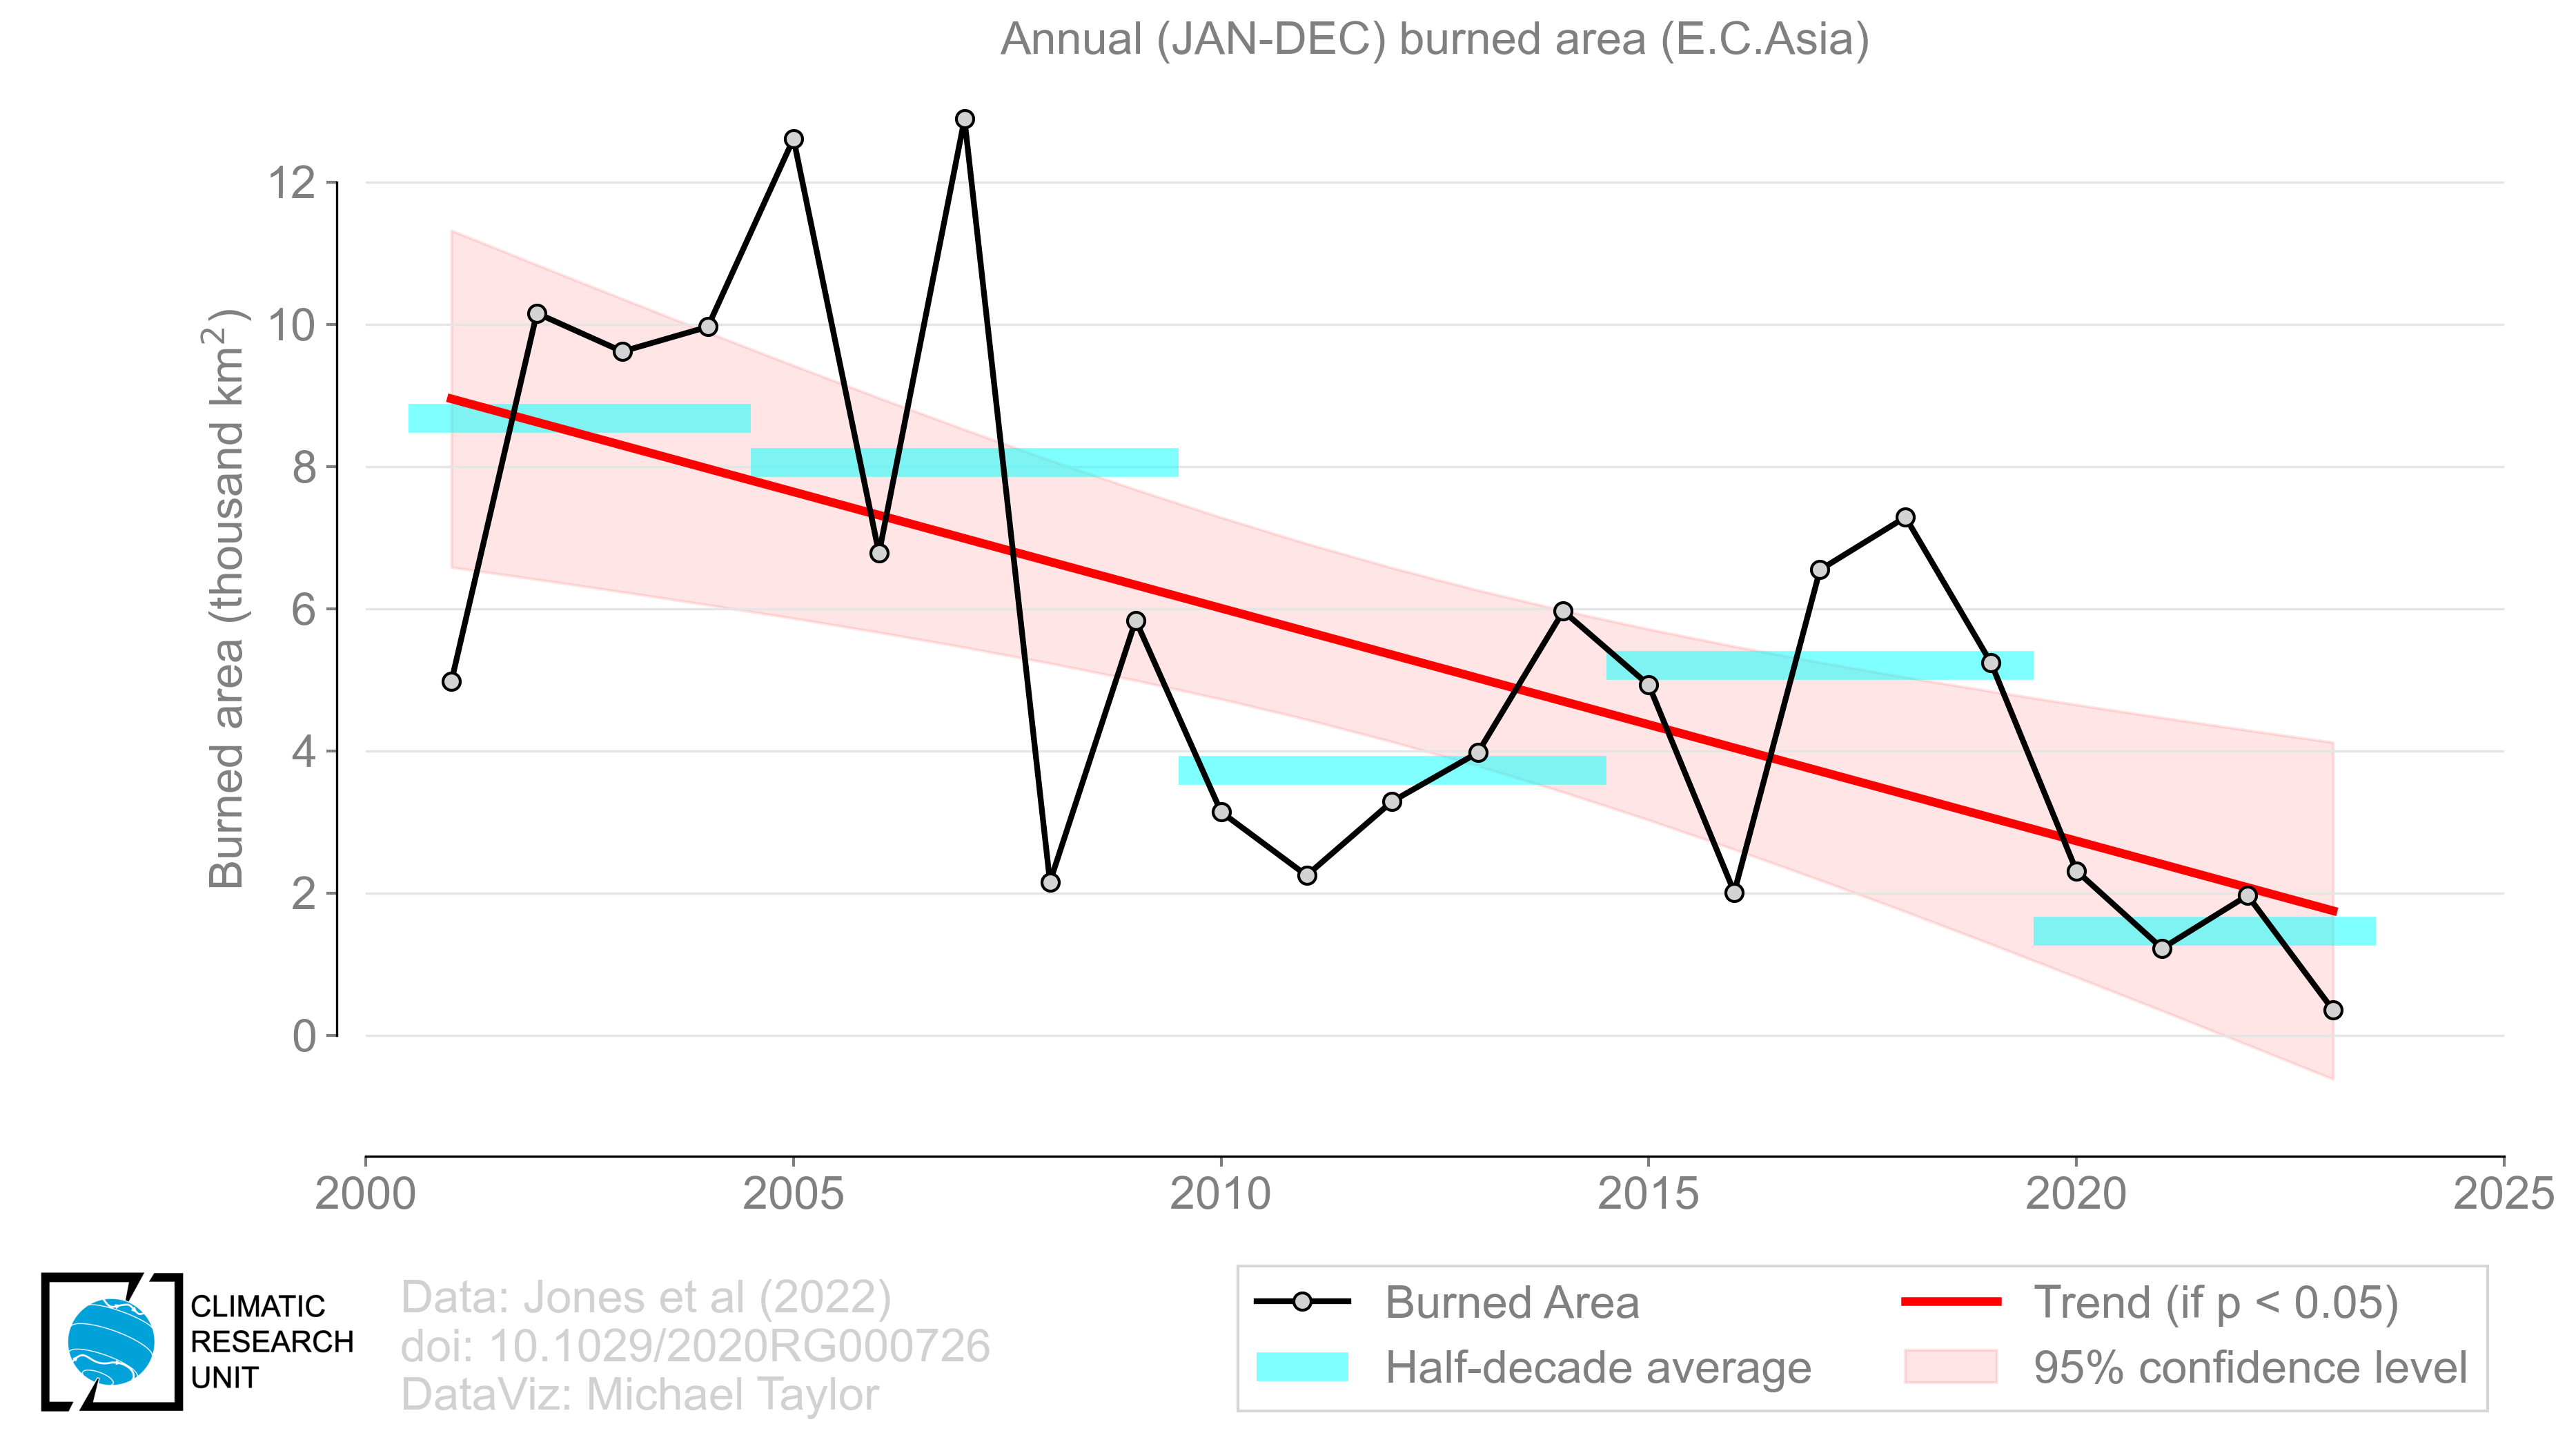 Annual (JAN-DEC) burned area (E.C.Asia)
Burned area (thousand km²)
12
10
8
6
4
2
0
2000
2005
2010
2015
2020
2025
CLIMATIC
RESEARCH
UNIT
Data: Jones et al (2022)
doi: 10.1029/2020RG000726
DataViz: Michael Taylor
Burned Area
Half-decade average
Trend (if p < 0.05)
95% confidence level